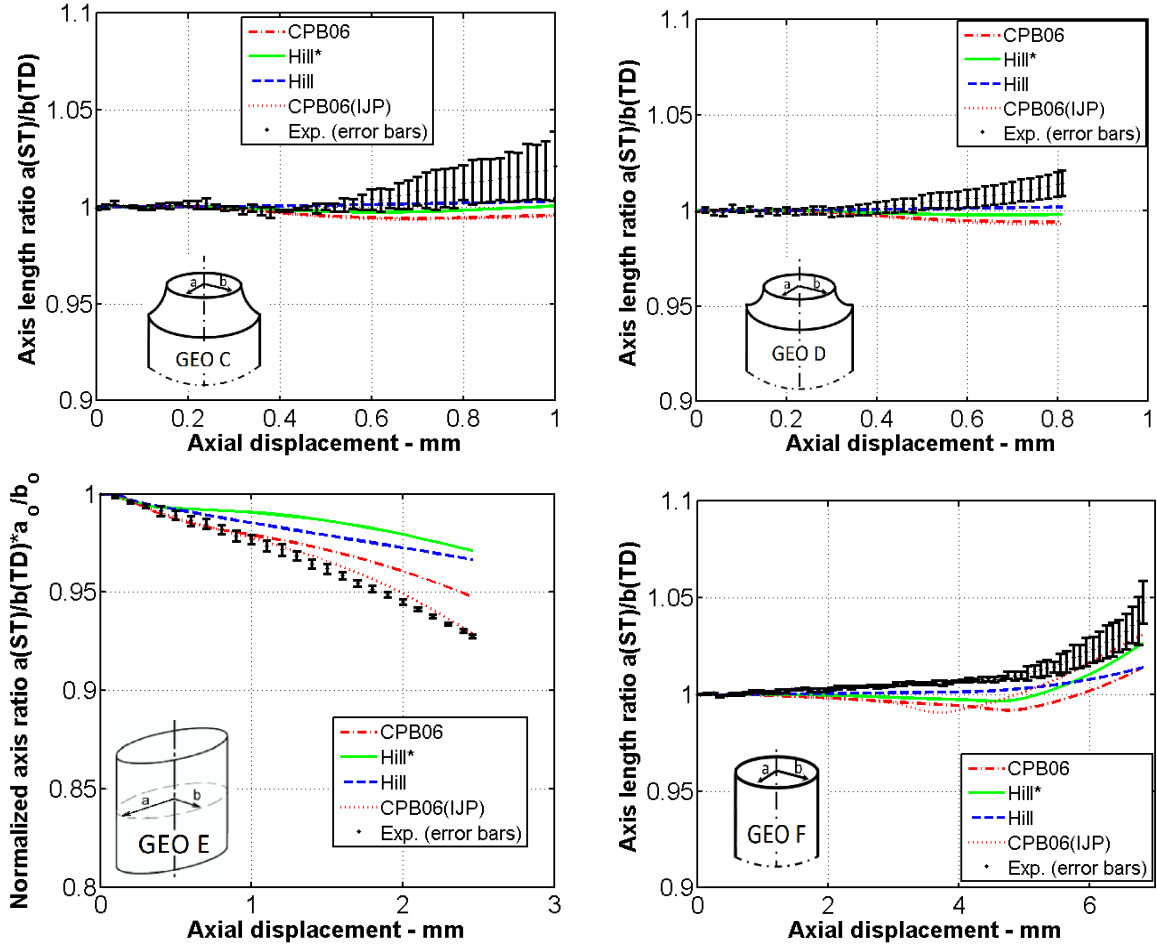 Axis length ratio a(ST)/b(TD)
1.1
1.05
1
0.95
0.9
CPB06
Hill*
Hill
CPB06(IJP)
Exp. (error bars)
a
b
GEO C
0
0.2
0.4
0.6
0.8
1
Axial displacement - mm
Axis length ratio a(ST)/b(TD)
1.1
1.05
1
0.95
0.9
CPB06
Hill*
Hill
CPB06(IJP)
Exp. (error bars)
a
b
GEO D
0
0.2
0.4
0.6
0.8
1
Axial displacement - mm
Normalized axis ratio a(ST)/b(TD)*a_o/b_o
1
0.95
0.9
0.85
0.8
a
b
GEO E
CPB06
Hill*
Hill
CPB06(IJP)
Exp. (error bars)
0
1
2
3
Axial displacement - mm
Axis length ratio a(ST)/b(TD)
1.1
1.05
1
0.95
0.9
a
b
GEO F
CPB06
Hill*
Hill
CPB06(IJP)
Exp. (error bars)
0
2
4
6
Axial displacement - mm